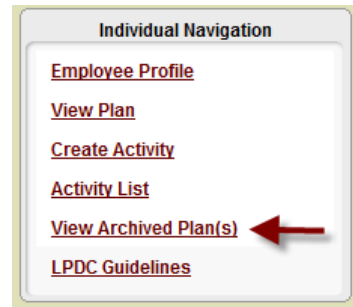 Individual Navigation
Employee Profile
View Plan
Create Activity
Activity List
View Archived Plan(s)
LPDC Guidelines